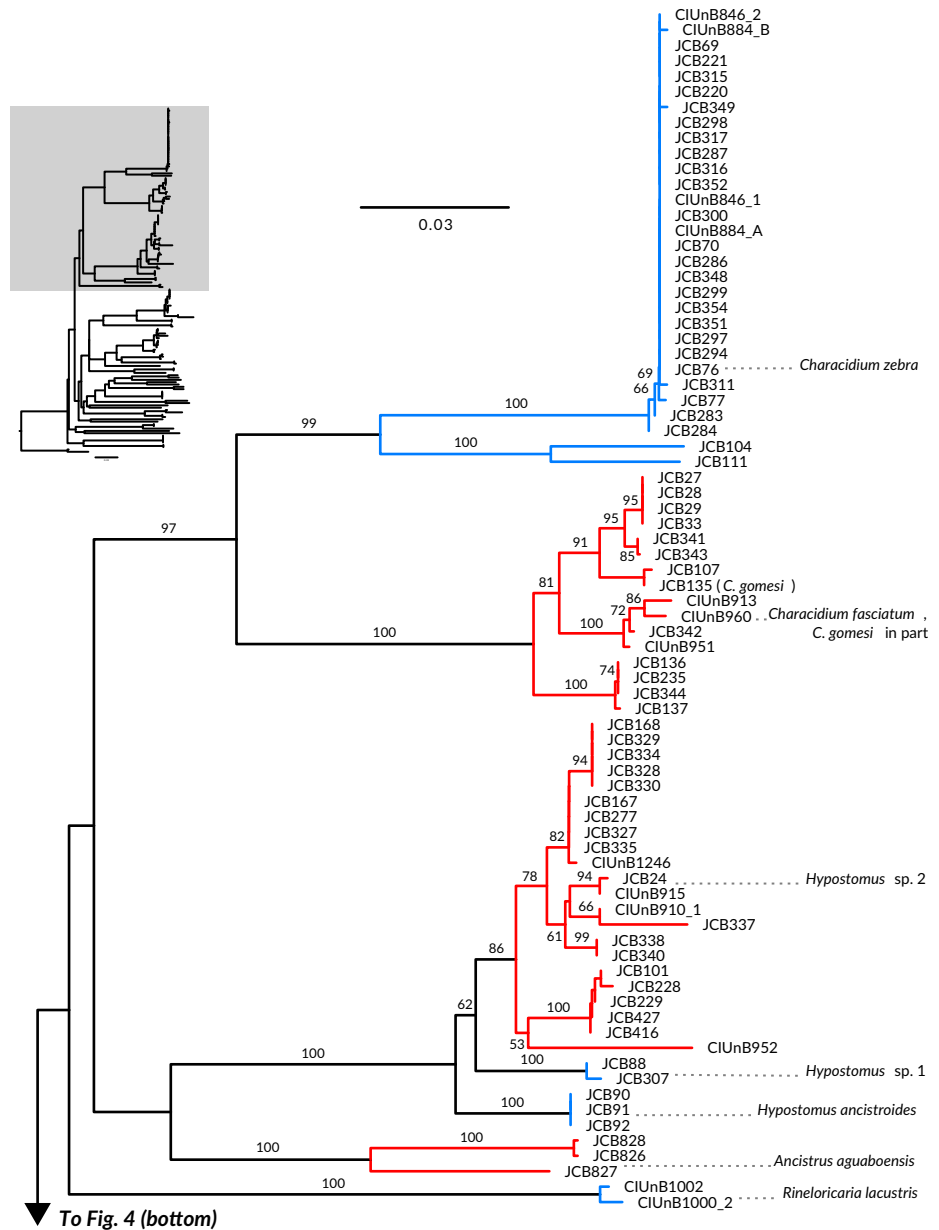 CIUnB846_2
CIUnB884_B
JCB69
JCB221
JCB315
JCB220
JCB349
JCB298
JCB317
JCB287
JCB316
JCB352
CIUnB846_1
JCB300
CIUnB884_A
JCB70
JCB286
JCB348
JCB299
JCB354
JCB351
JCB297
JCB294
0.03
69
JCB76
Characidium zebra
66
JCB311
JCB77
100
JCB283
99
JCB284
100
JCB104
JCB111
JCB27
JCB28
95
JCB29
95
JCB33
97
91
JCB341
85
JCB343
JCB107
81
JCB135 (C. gomesi )
86
CIUnB913
72
CIUnB960
Characidium fasciatum ,
100
100
JCB342
C. gomesi in part
CIUnB951
JCB136
74
JCB235
100
JCB344
JCB137
JCB168
JCB329
JCB334
94
JCB328
JCB330
JCB167
JCB277
JCB327
82
JCB335
CIUnB1246
78
94
JCB24
Hypostomus sp. 2
CIUnB915
66
CIUnB910_1
JCB337
61
99
JCB338
86
JCB340
JCB101
JCB228
62
100
JCB229
JCB427
JCB416
53
CIUnB952
100
100
JCB88
JCB307
Hypostomus sp. 1
JCB90
100
JCB91
Hypostomus ancistroides
JCB92
100
JCB828
100
JCB826
JCB827
Ancistrus aguaboensis
100
CIUnB1002
CIUnB1000_2
Rineloricaria lacustris
To Fig. 4 (bottom)